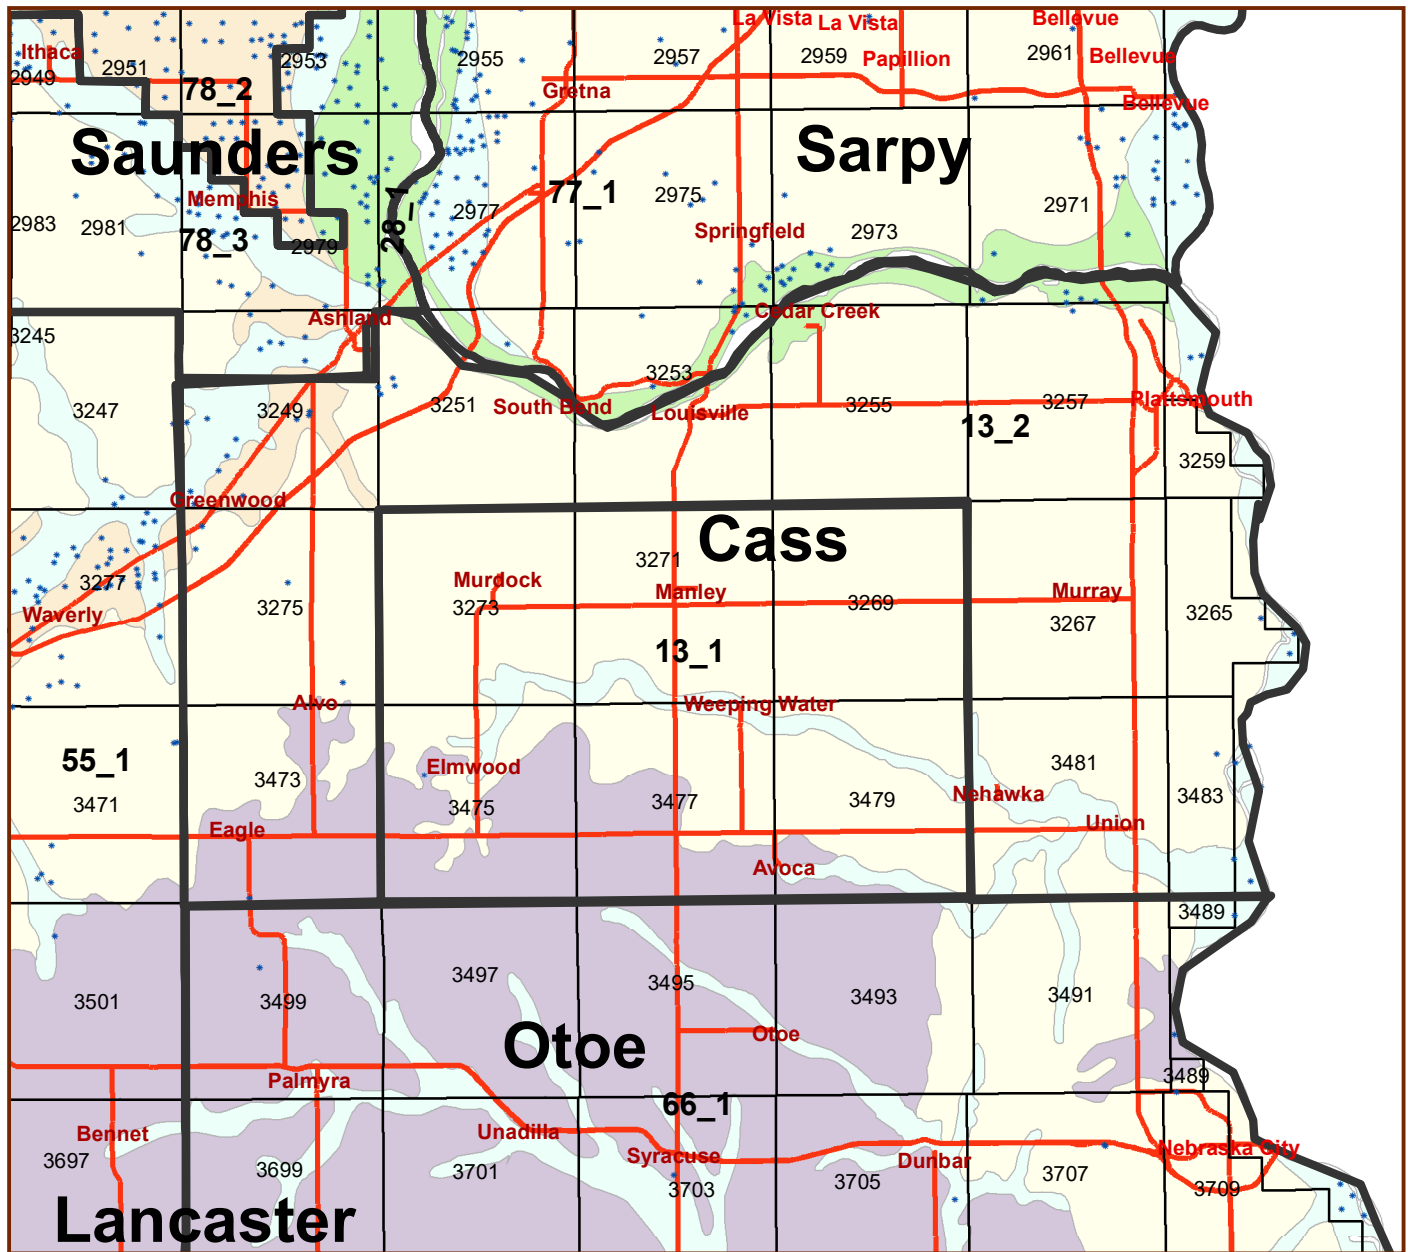 La Vista
La Vista
Bellevue
Ithaca
2949
2951
2953
2955
2957
2959
Papillion
2961
Bellevue
78_2
Gretna
Bellevue
Saunders
Sarpy
Memphis
77_1
2975
2971
2983
2981
78_3
2979
28_1
2977
Springfield
2973
Ashland
Cedar Creek
3245
3253
3247
3249
3251
South Bend
Louisville
3255
13_2
3257
Plattsmouth
3259
Greenwood
Cass
3271
3277
Murdock
Manley
Murray
Waverly
3275
3273
3269
3267
3265
13_1
Alvo
Weeping Water
55_1
Elmwood
3473
3481
3471
3475
3477
3479
Nehawka
3483
Eagle
Union
Avoca
3489
3501
3499
3497
3495
3493
3491
Otoe
Otoe
Palmyra
3489
66_1
Bennet
Unadilla
Syracuse
Dunbar
Nebraska City
3697
3699
3701
3703
3705
3707
3709
Lancaster